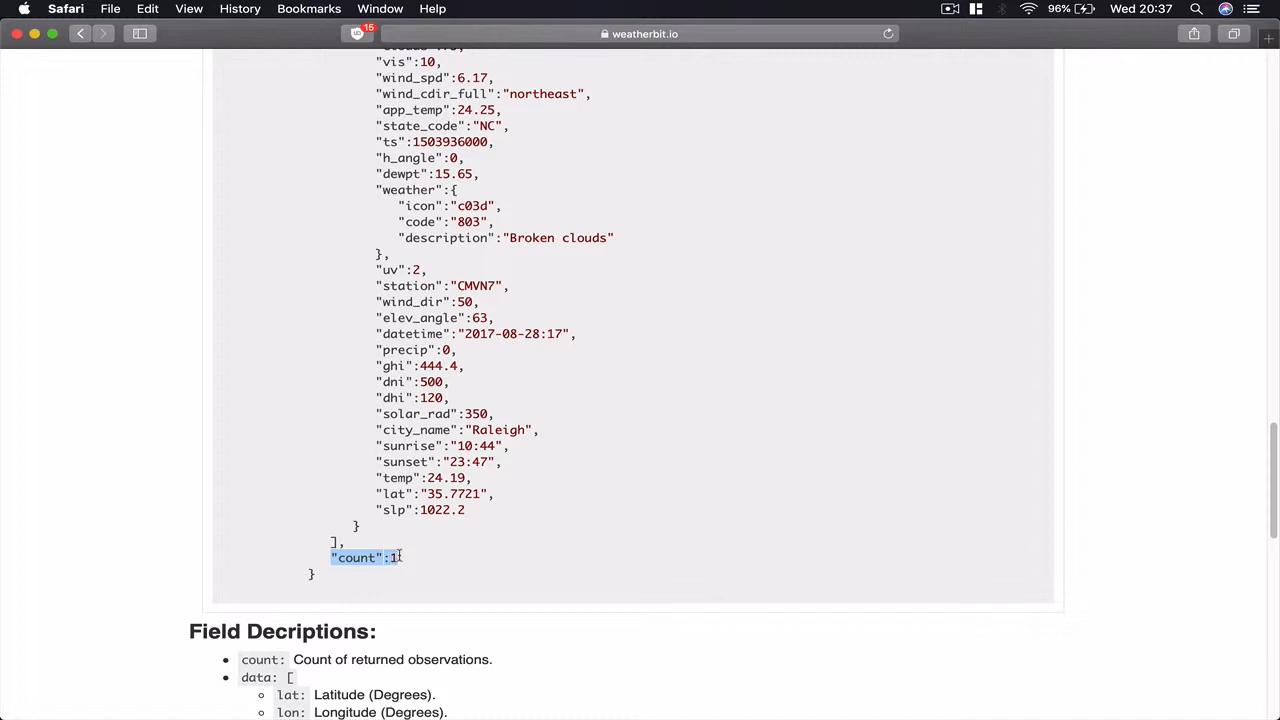 Safari File Edit View History Bookmarks Window Help 96% Wed 20:37
15 weatherbit.io
"vis":10,
"wind_spd":6.17,
"wind_cdir_full":"northeast",
"app_temp":24.25,
"state_code":"NC",
"ts":1503936000,
"h_angle":0,
"dewpt":15.65,
"weather":{
"icon":"c03d",
"code":"803",
"description":"Broken clouds"
},
"uv":2,
"station":"CMVN7",
"wind_dir":50,
"elev_angle":63,
"datetime":"2017-08-28:17",
"precip":0,
"ghi":444.4,
"dni":500,
"dhi":120,
"solar_rad":350,
"city_name":"Raleigh",
"sunrise":"10:44",
"sunset":"23:47",
"temp":24.19,
"lat":"35.7721",
"slp":1022.2
}
],
"count":1
}
Field Decriptions:
• count: Count of returned observations.
• data: [
○ lat: Latitude (Degrees).
○ lon: Longitude (Degrees).